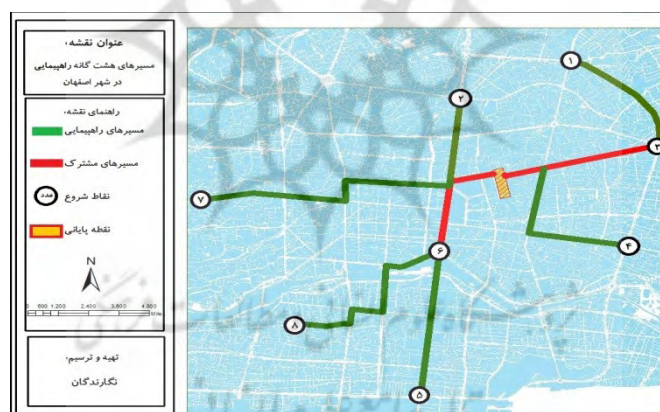 عنوان نقشه:
مسیرهای هشت گانه راهپیمایی
در شهر اصفهان
راهنمای نقشه:
مسیرهای راهپیمایی
مسیرهای مشترک
نقاط شروع
عدد
نقطه پایانی
N
تهیه و ترسیم:
نگارندگان
۱
۲
۳
۴
۵
۶
۷
۸